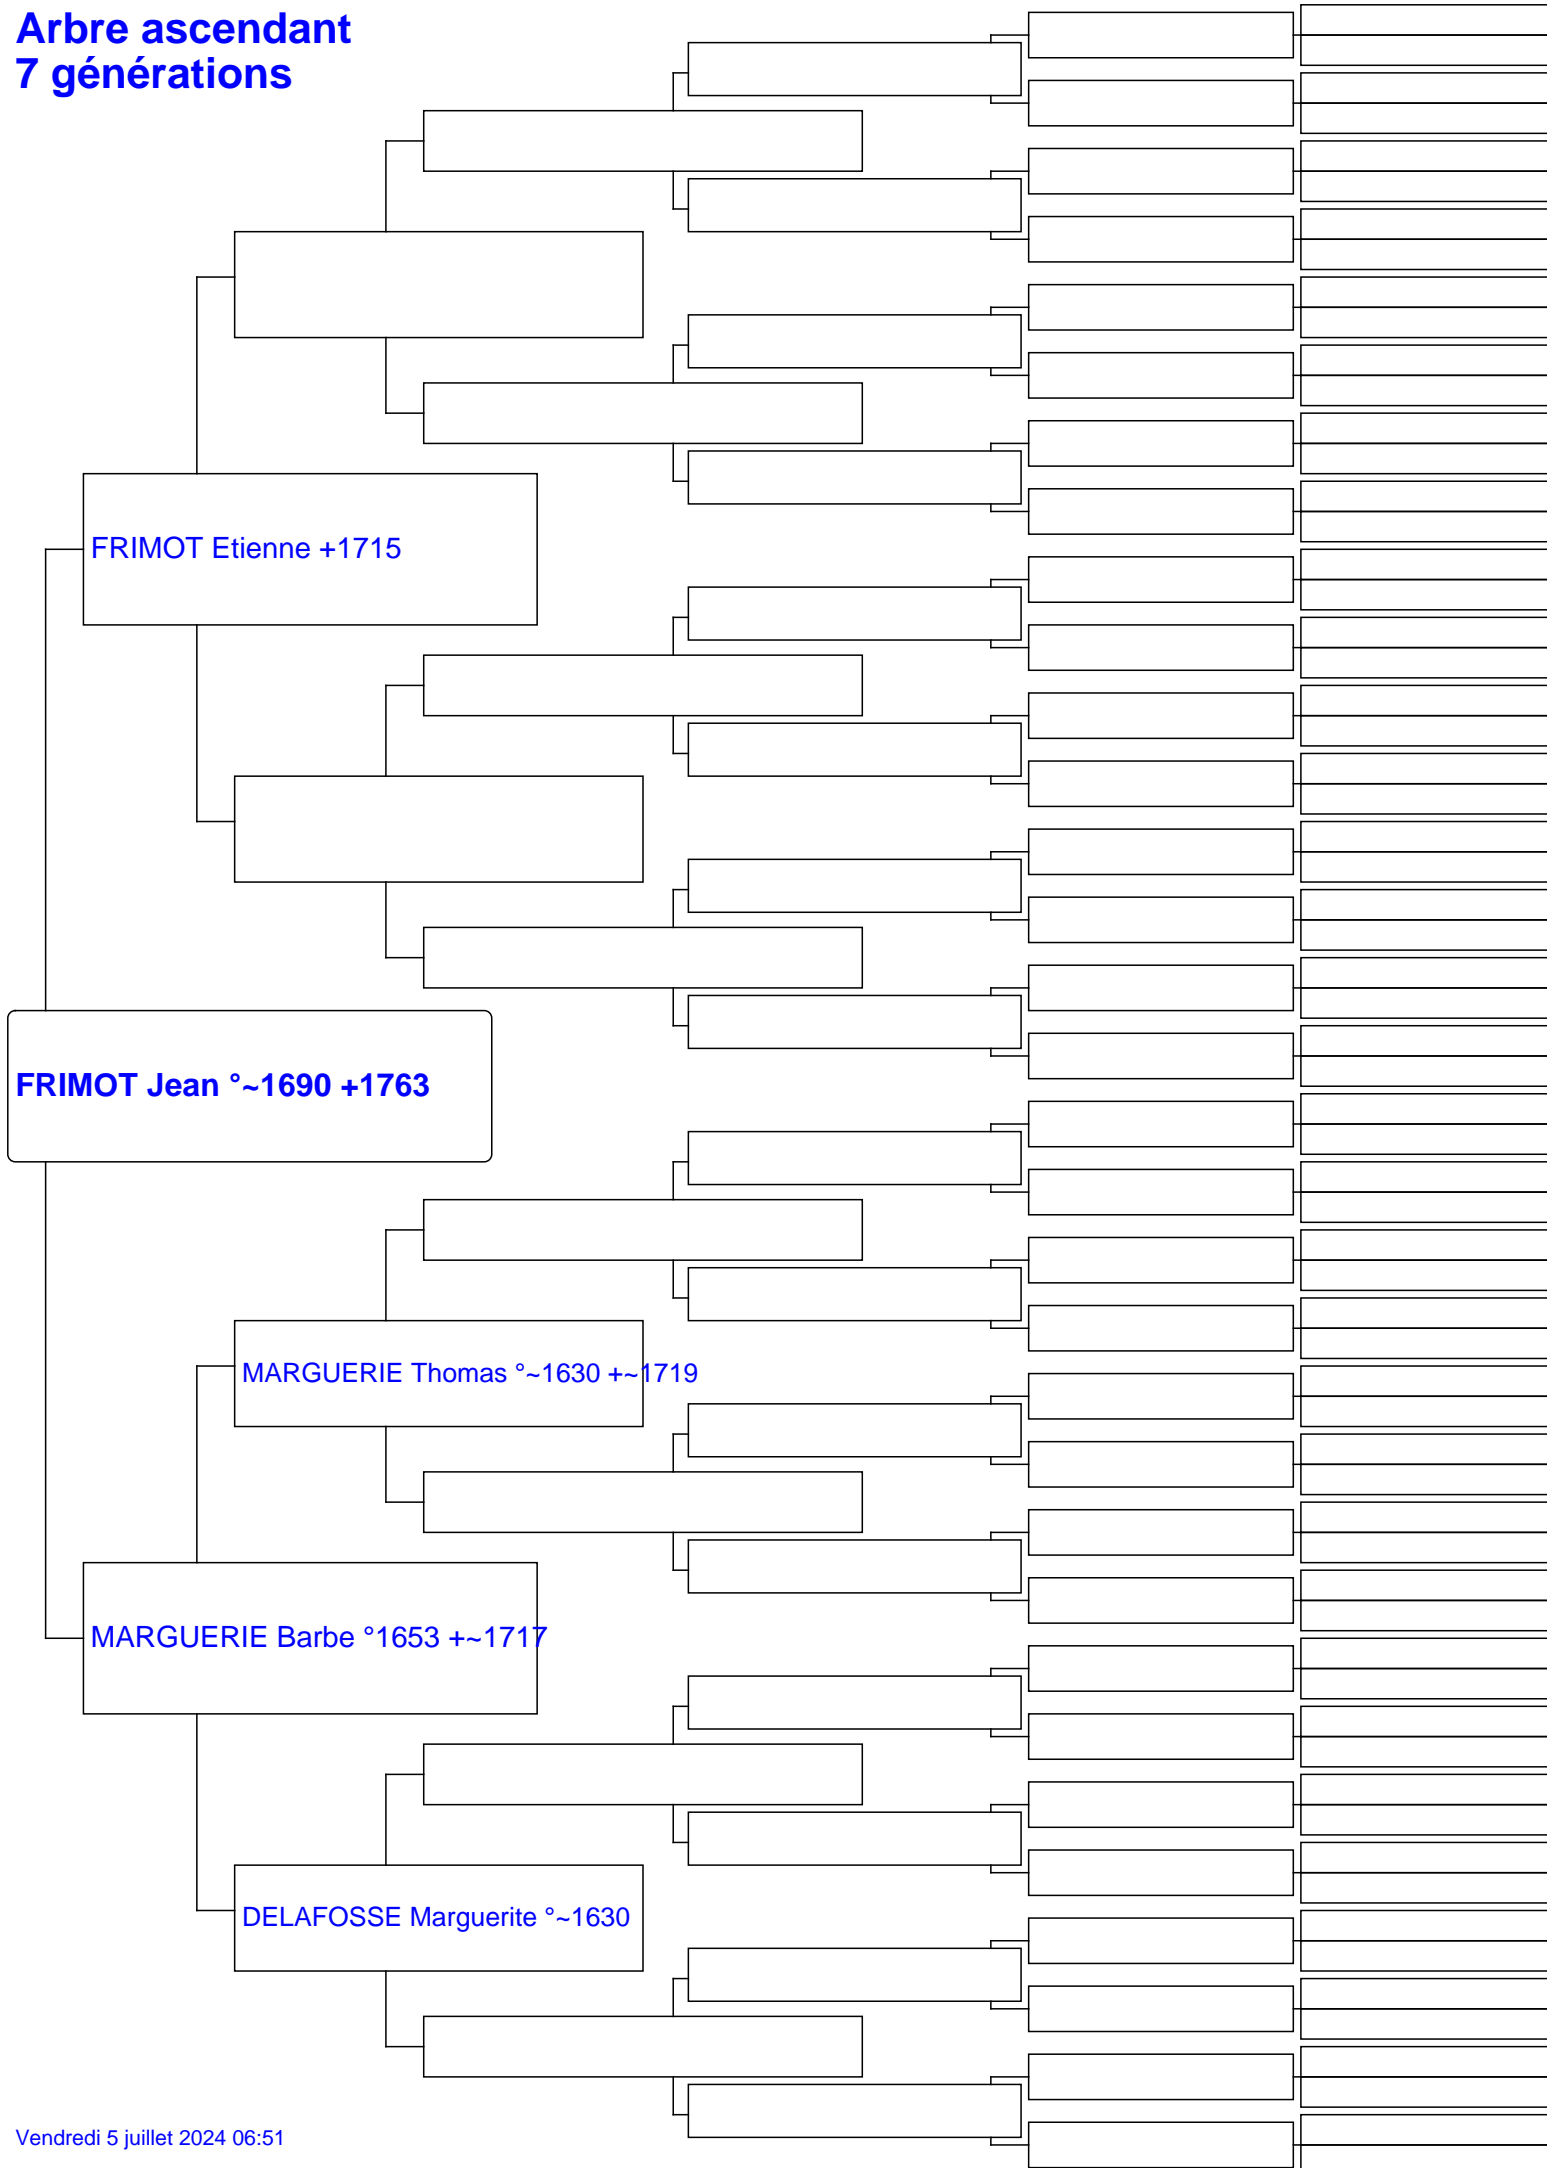 Arbre ascendant
7 générations
FRIMOT Etienne +1715
FRIMOT Jean °~1690 +1763
MARGUERIE Thomas °~1630 +~1719
MARGUERIE Barbe °1653 +~1717
DELAFOSSE Marguerite °~1630
Vendredi 5 juillet 2024 06:51